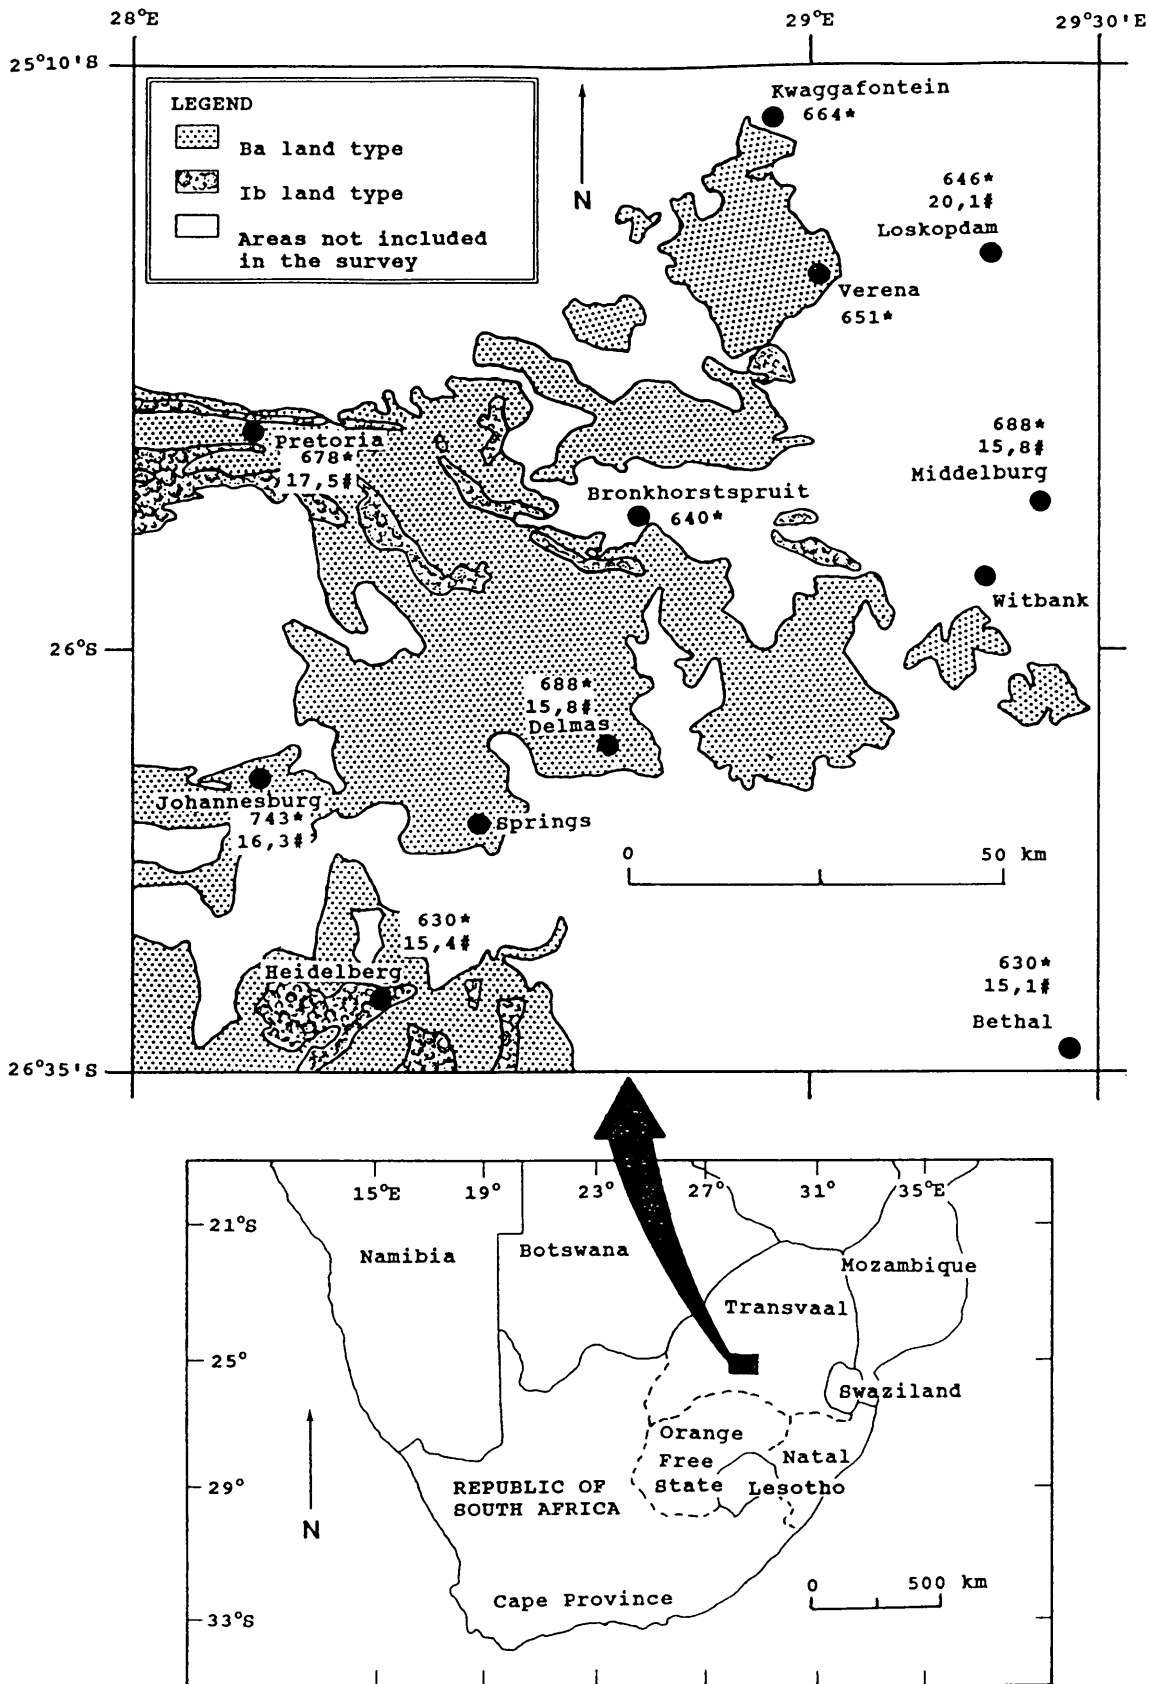 28°E
29°E
29°30'E
25°10'S
LEGEND
Ba land type
Ib land type
Areas not included
in the survey
N
Kwaggafontein
664*
646*
20,1#
Loskopdam
Verena
651*
Pretoria
678*
17,5#
688*
15,8#
Middelburg
Bronkhorstspruit
640*
Witbank
26°S
688*
15,8#
Delmas
Johannesburg
743*
16,3#
Springs
0 50 km
630*
15,4#
Heidelberg
630*
15,1#
Bethal
26°35'S
15°E 19° 23° 27° 31° 35°E
21°S
Namibia
Botswana
Mozambique
Transvaal
25°
Swaziland
Orange
Free
State
Natal
Lesotho
29°
REPUBLIC OF
SOUTH AFRICA
N
Cape Province
0 500 km
33°S